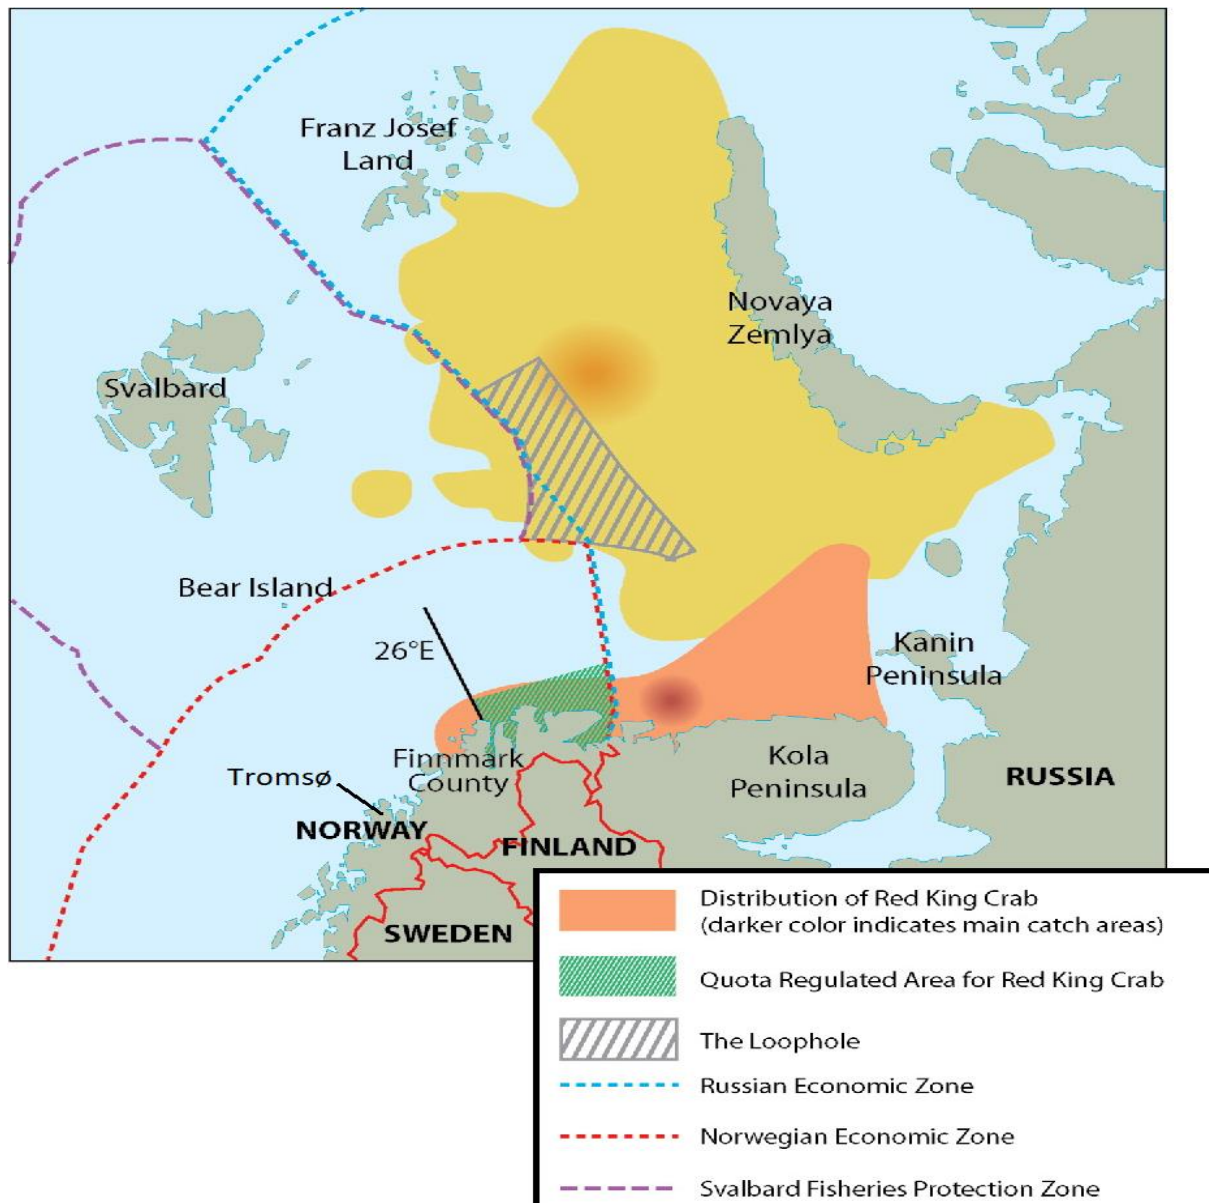 Franz Josef
Land
Novaya
Zemlya
Svalbard
Bear Island
26°E
Kanin
Peninsula
Finnmark
County
Kola
Peninsula
RUSSIA
Tromsø
NORWAY
FINLAND
SWEDEN
Distribution of Red King Crab
(darker color indicates main catch areas)
Quota Regulated Area for Red King Crab
The Loophole
Russian Economic Zone
Norwegian Economic Zone
Svalbard Fisheries Protection Zone